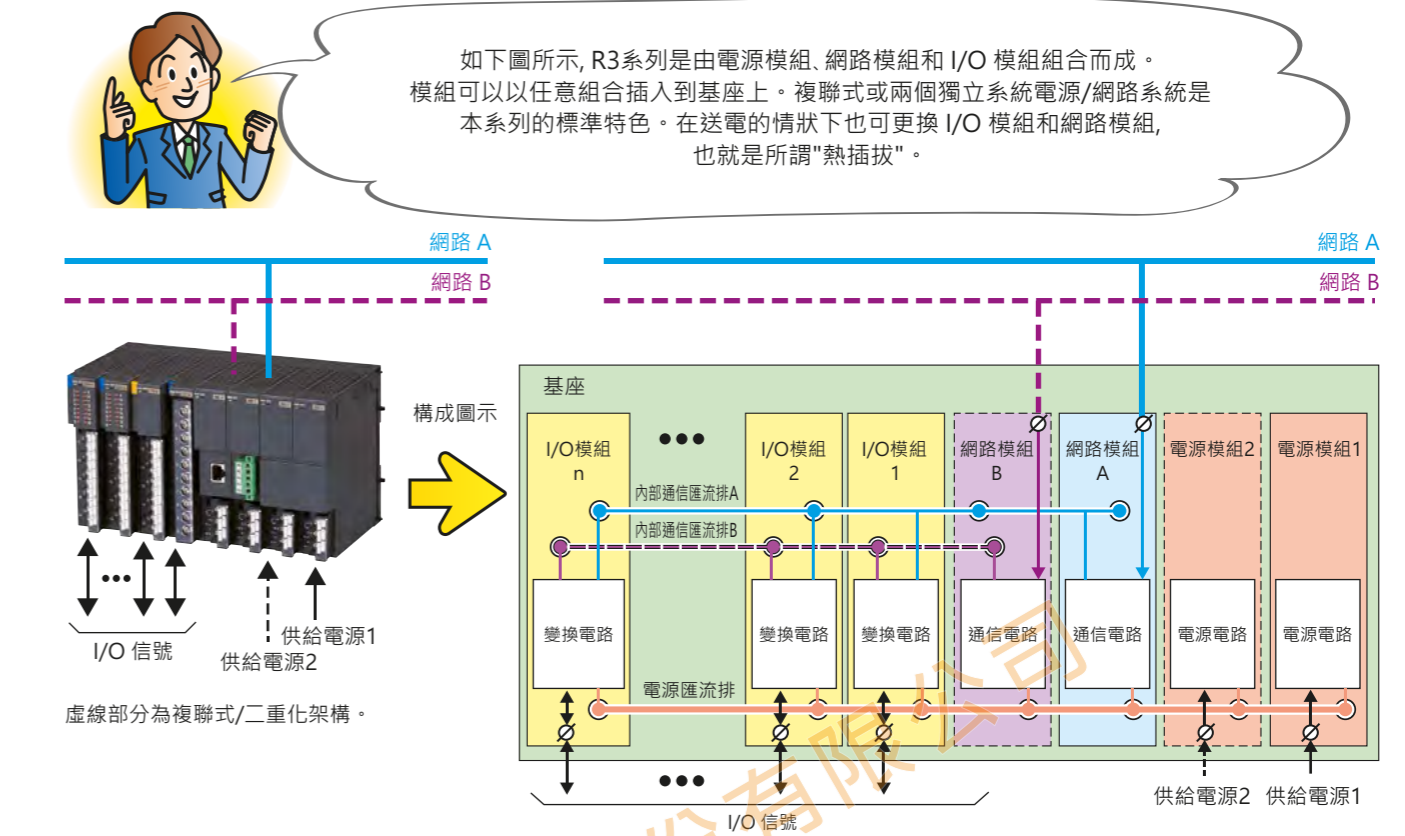 如下圖所示, R3系列是由電源模組、網路模組和 I/O 模組組合而成。
模組可以以任意組合插入到基座上。複聯式或兩個獨立系統電源/網路系統是
本系列的標準特色。在送電的情狀下也可更換 I/O 模組和網路模組,
也就是所謂"熱插拔"。
網路 A
網路 B
網路 A
網路 B
構成圖示
I/O 信號
供給電源2
供給電源1
虛線部分為複聯式/二重化架構。
基座
I/O模組
n
I/O模組
2
I/O模組
1
網路模組
B
網路模組
A
電源模組2
電源模組1
內部通信匯流排A
內部通信匯流排B
變換電路
變換電路
變換電路
通信電路
通信電路
電源電路
電源電路
電源匯流排
供給電源2
供給電源1
I/O 信號
份有限公司